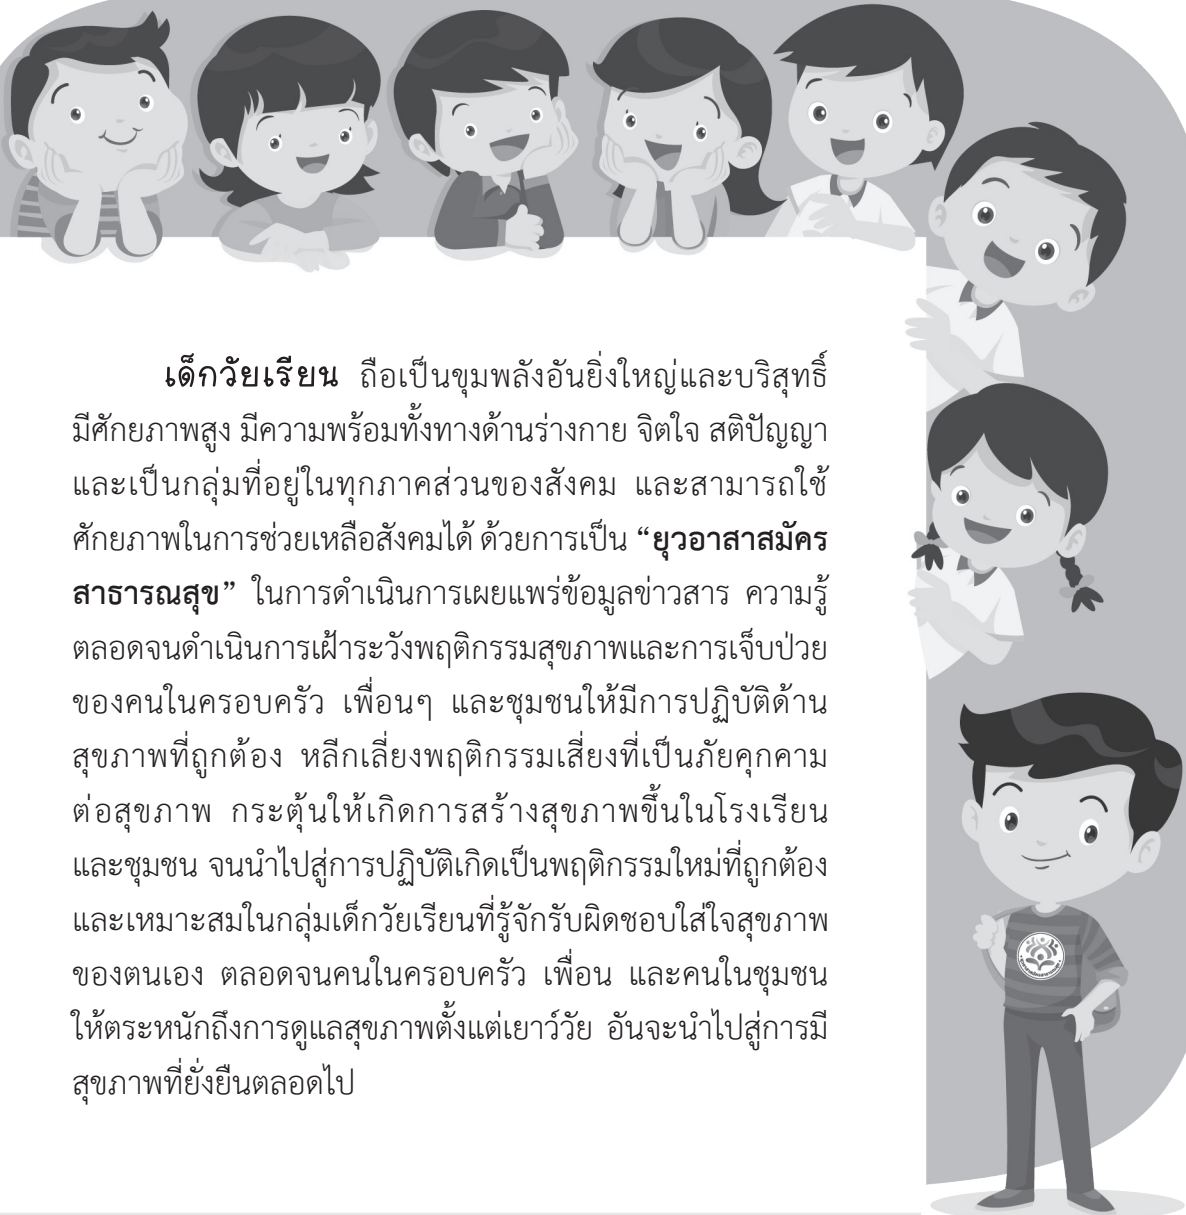 เด็กวัยเรียน ถือเป็นขุมพลังอันยิ่งใหญ่และบริสุทธิ์
มีศักยภาพสูง มีความพร้อมทั้งทางด้านร่างกาย จิตใจ สติปัญญา
และเป็นกลุ่มที่อยู่ในทุกภาคส่วนของสังคม และสามารถใช้
ศักยภาพในการช่วยเหลือสังคมได้ ด้วยการเป็น “ยุวอาสาสมัคร
สาธารณสุข” ในการดำเนินการเผยแพร่ข้อมูลข่าวสาร ความรู้
ตลอดจนดำเนินการเฝ้าระวังพฤติกรรมสุขภาพและการเจ็บป่วย
ของคนในครอบครัว เพื่อนๆ และชุมชนให้มีการปฏิบัติด้าน
สุขภาพที่ถูกต้อง หลีกเลี่ยงพฤติกรรมเสี่ยงที่เป็นภัยคุกคาม
ต่อสุขภาพ กระตุ้นให้เกิดการสร้างสุขภาพขึ้นในโรงเรียน
และชุมชน จนนำไปสู่การปฏิบัติเกิดเป็นพฤติกรรมใหม่ที่ถูกต้อง
และเหมาะสมในกลุ่มเด็กวัยเรียนที่รู้จักรับผิดชอบใส่ใจสุขภาพ
ของตนเอง ตลอดจนคนในครอบครัว เพื่อน และคนในชุมชน
ให้ตระหนักถึงการดูแลสุขภาพตั้งแต่เยาว์วัย อันจะนำไปสู่การมี
สุขภาพที่ยั่งยืนตลอดไป